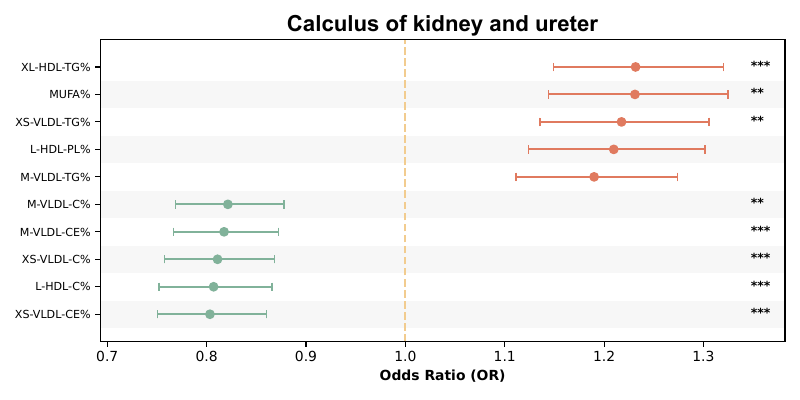 Calculus of kidney and ureter
XL-HDL-TG% ***
MUFA% **
XS-VLDL-TG% **
L-HDL-PL%
M-VLDL-TG%
M-VLDL-C% **
M-VLDL-CE% ***
XS-VLDL-C% ***
L-HDL-C% ***
XS-VLDL-CE% ***
0.7 0.8 0.9 1.0 1.1 1.2 1.3
Odds Ratio (OR)